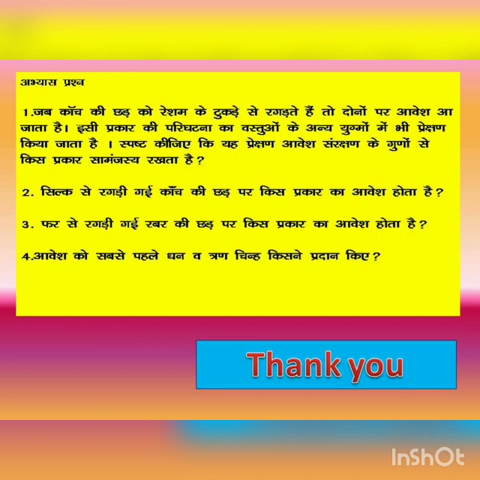 अभ्यास प्रश्न
1.जब काँच की छड़ को रेशम के टुकड़े से रगड़ते हैं तो दोनों पर आवेश आ
जाता है। इसी प्रकार की परिघटना का वस्तुओं के अन्य युग्मों में भी प्रेक्षण
किया जाता है । स्पष्ट कीजिए कि यह प्रेक्षण आवेश संरक्षण के गुणों से
किस प्रकार सामंजस्य रखता है?
2. सिल्क से रगड़ी गई काँच की छड़ पर किस प्रकार का आवेश होता है?
3. फर से रगड़ी गई रबर की छड़ पर किस प्रकार का आवेश होता है?
4.आवेश को सबसे पहले धन व त्रण चिन्ह किसने प्रदान किए?
Thank you
InShOt